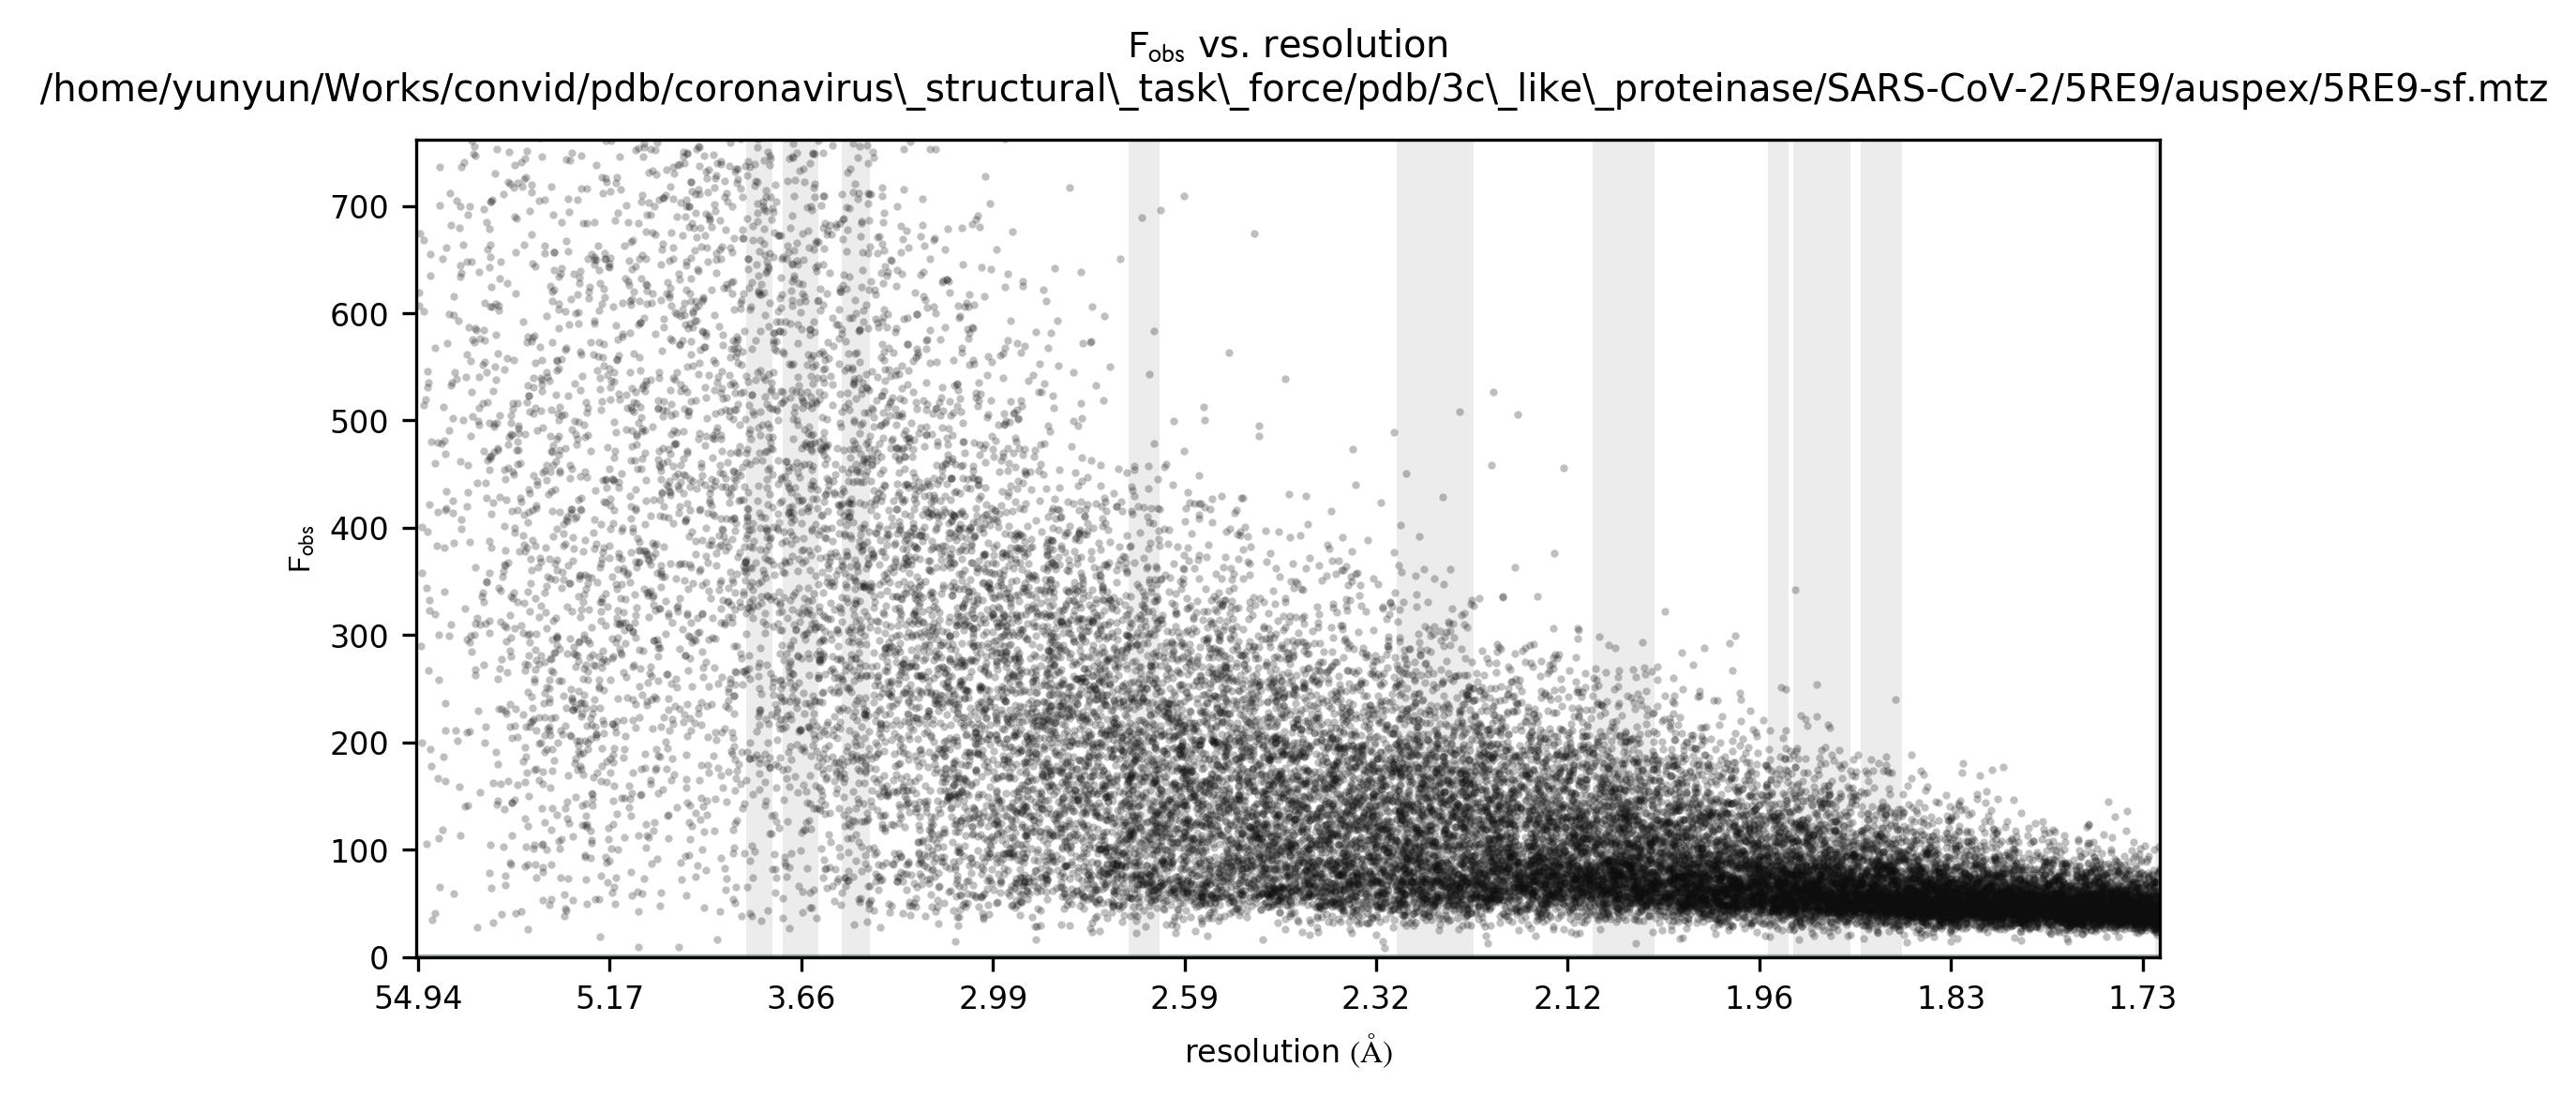 Fobs vs. resolution
/home/yunyun/Works/convid/pdb/coronavirus\_structural\_task\_force/pdb/3c\_like\_proteinase/SARS-CoV-2/5RE9/auspex/5RE9-sf.mtz
700
600
500
400
300
200
100
0
Fobs
54.94 5.17 3.66 2.99 2.59 2.32 2.12 1.96 1.83 1.73
resolution (Å)